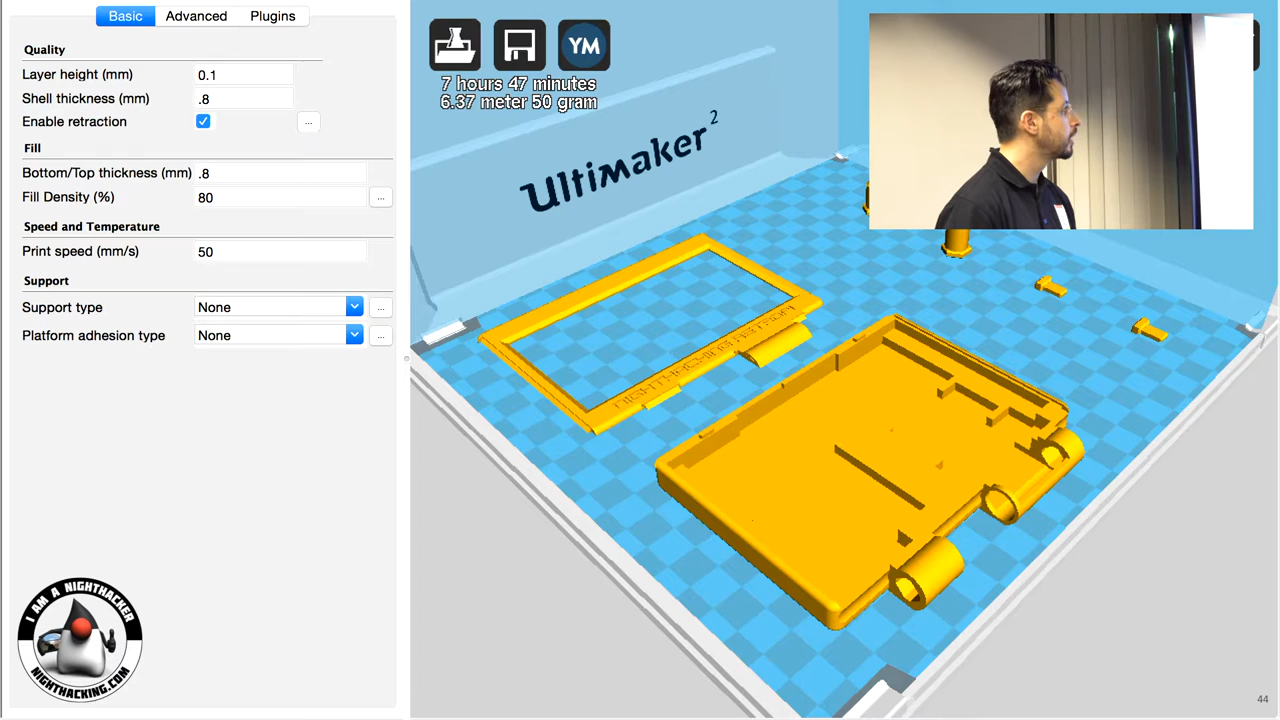 Basic
Advanced
Plugins
Quality
Layer height (mm) 0.1
Shell thickness (mm) .8
Enable retraction ...
Fill
Bottom/Top thickness (mm) .8
Fill Density (%) 80 ...
Speed and Temperature
Print speed (mm/s) 50
Support
Support type None ...
Platform adhesion type None ...
YM
7 hours 47 minutes
6.37 meter 50 gram
Ultimaker 2
I AM A NIGHTHACKER
NIGHTHACKING.COM
44